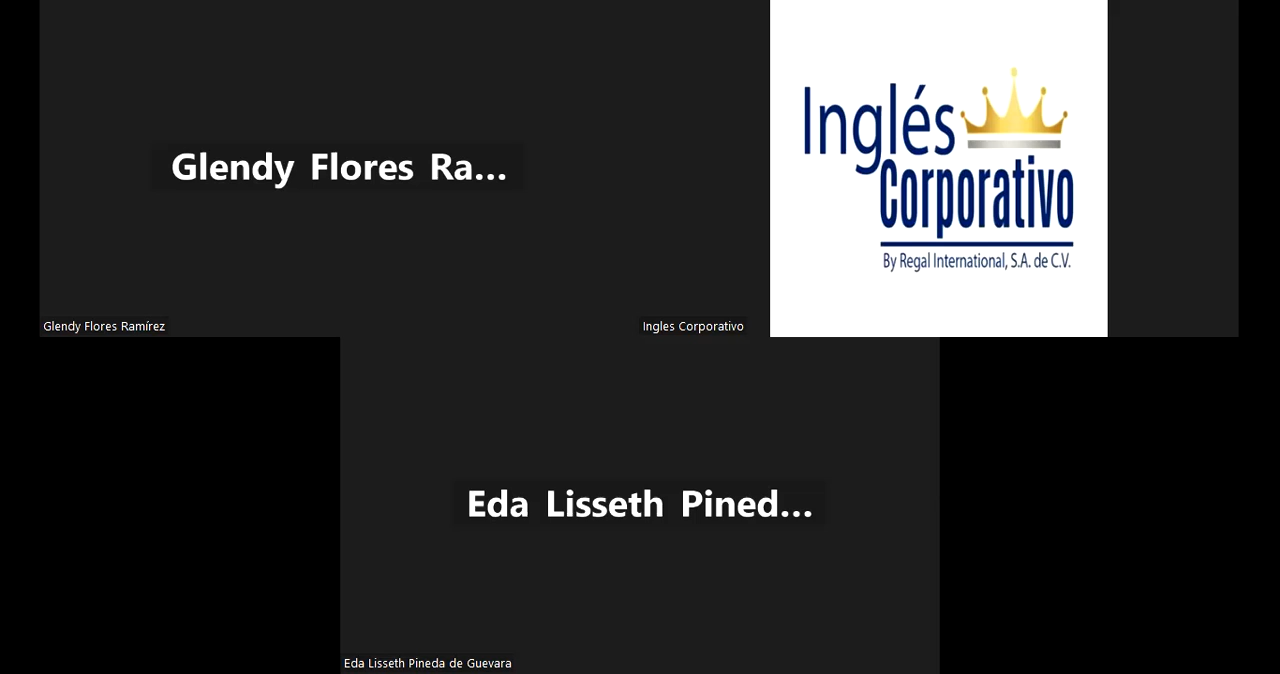 Glendy Flores Ra...
Glendy Flores Ramírez
Inglés
Corporativo
By Regal International, S.A. de C.V.
Ingles Corporativo
Eda Lisseth Pined...
Eda Lisseth Pineda de Guevara